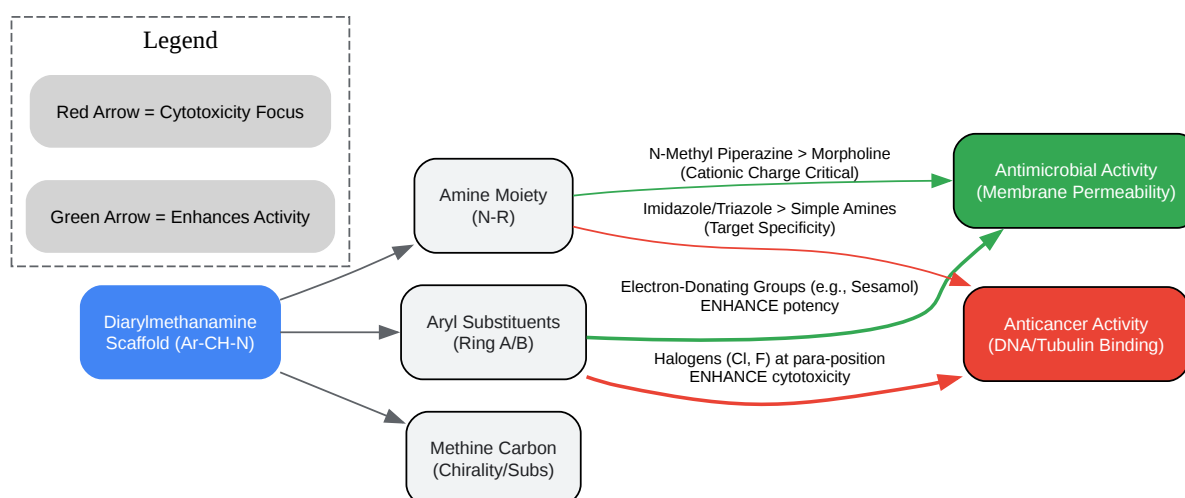 Legend
Red Arrow = Cytotoxicity Focus
Green Arrow = Enhances Activity
Diarylmethanamine
Scaffold (Ar-CH-N)
Amine Moiety
(N-R)
Aryl Substituents
(Ring A/B)
Methine Carbon
(Chirality/Subs)
N-Methyl Piperazine > Morpholine
(Cationic Charge Critical)
Imidazole/Triazole > Simple Amines
(Target Specificity)
Electron-Donating Groups (e.g., Sesamol)
ENHANCE potency
Halogens (Cl, F) at para-position
ENHANCE cytotoxicity
Antimicrobial Activity
(Membrane Permeability)
Anticancer Activity
(DNA/Tubulin Binding)